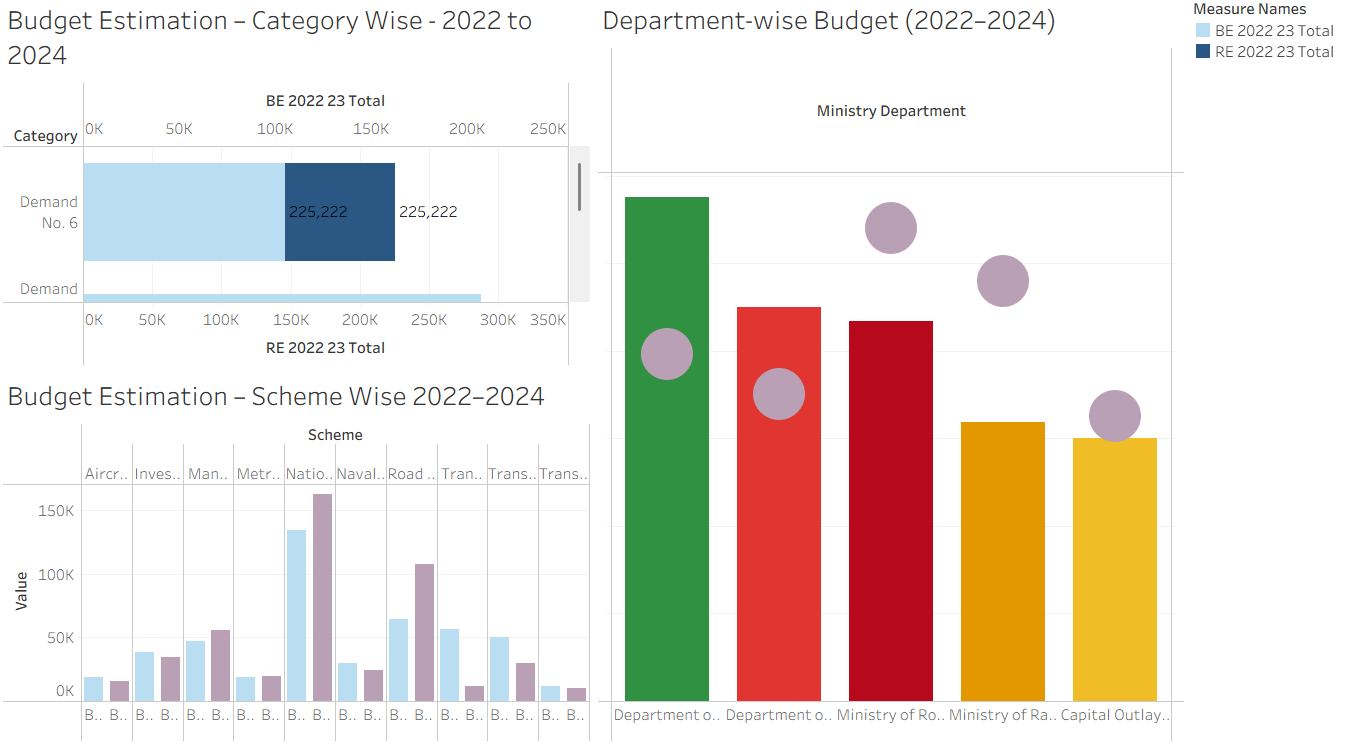 Budget Estimation – Category Wise - 2022 to
2024
BE 2022 23 Total
Category
0K 50K 100K 150K 200K 250K
Demand
No. 6
225,222 225,222
Demand
0K 50K 100K 150K 200K 250K 300K 350K
RE 2022 23 Total
Budget Estimation – Scheme Wise 2022–2024
Scheme
Aircr.. Inves.. Man.. Metr.. Natio.. Naval.. Road .. Tran.. Trans.. Trans..
Value
150K
100K
50K
0K
B.. B.. B.. B.. B.. B.. B.. B.. B.. B.. B.. B.. B.. B.. B.. B.. B.. B.. B.. B..
Department-wise Budget (2022–2024)
Ministry Department
Department o.. Department o.. Ministry of Ro.. Ministry of Ra.. Capital Outlay..
Measure Names
BE 2022 23 Total
RE 2022 23 Total